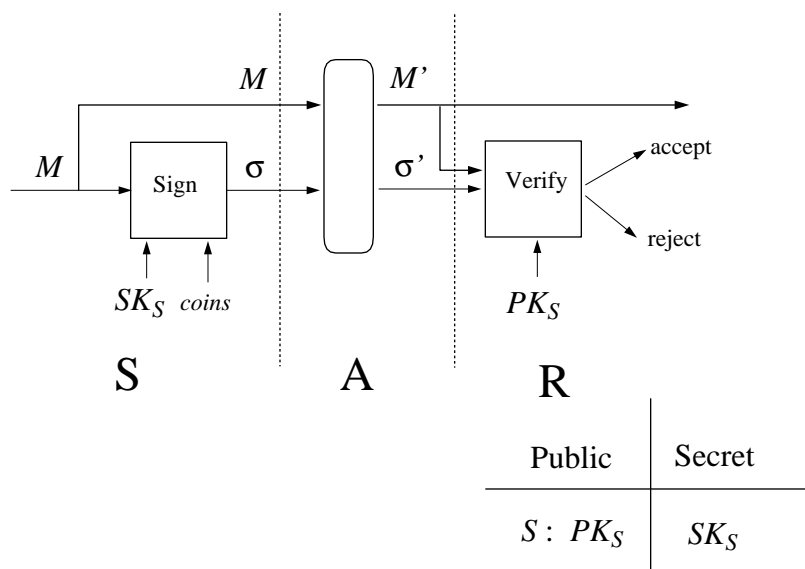 M M’
M Sign σ σ’ Verify accept
reject
SK_S coins PK_S
S A R
Public Secret
S : PK_S SK_S